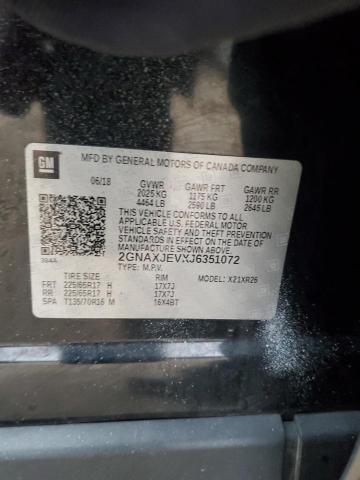 GM
MFD BY GENERAL MOTORS OF CANADA COMPANY
06/18 GVWR GAWR FRT GAWR RR
2025 KG 1175 KG 1200 KG
4464 LB 2590 LB 2645 LB
THIS VEHICLE CONFORMS TO ALL APPLICABLE
U.S. FEDERAL MOTOR VEHICLE SAFETY, BUMPER,
AND THEFT PREVENTION STANDARDS IN EFFECT
ON THE DATE OF MANUFACTURE SHOWN ABOVE.
2GNAXJEVXJ6351072
TYPE: M.P.V. MODEL: X21XR26
TIRE SIZE RIM
FRT 225/65R17 H 17X7J
RR 225/65R17 H 17X7J
SPA T135/70R16 M 16X4BT